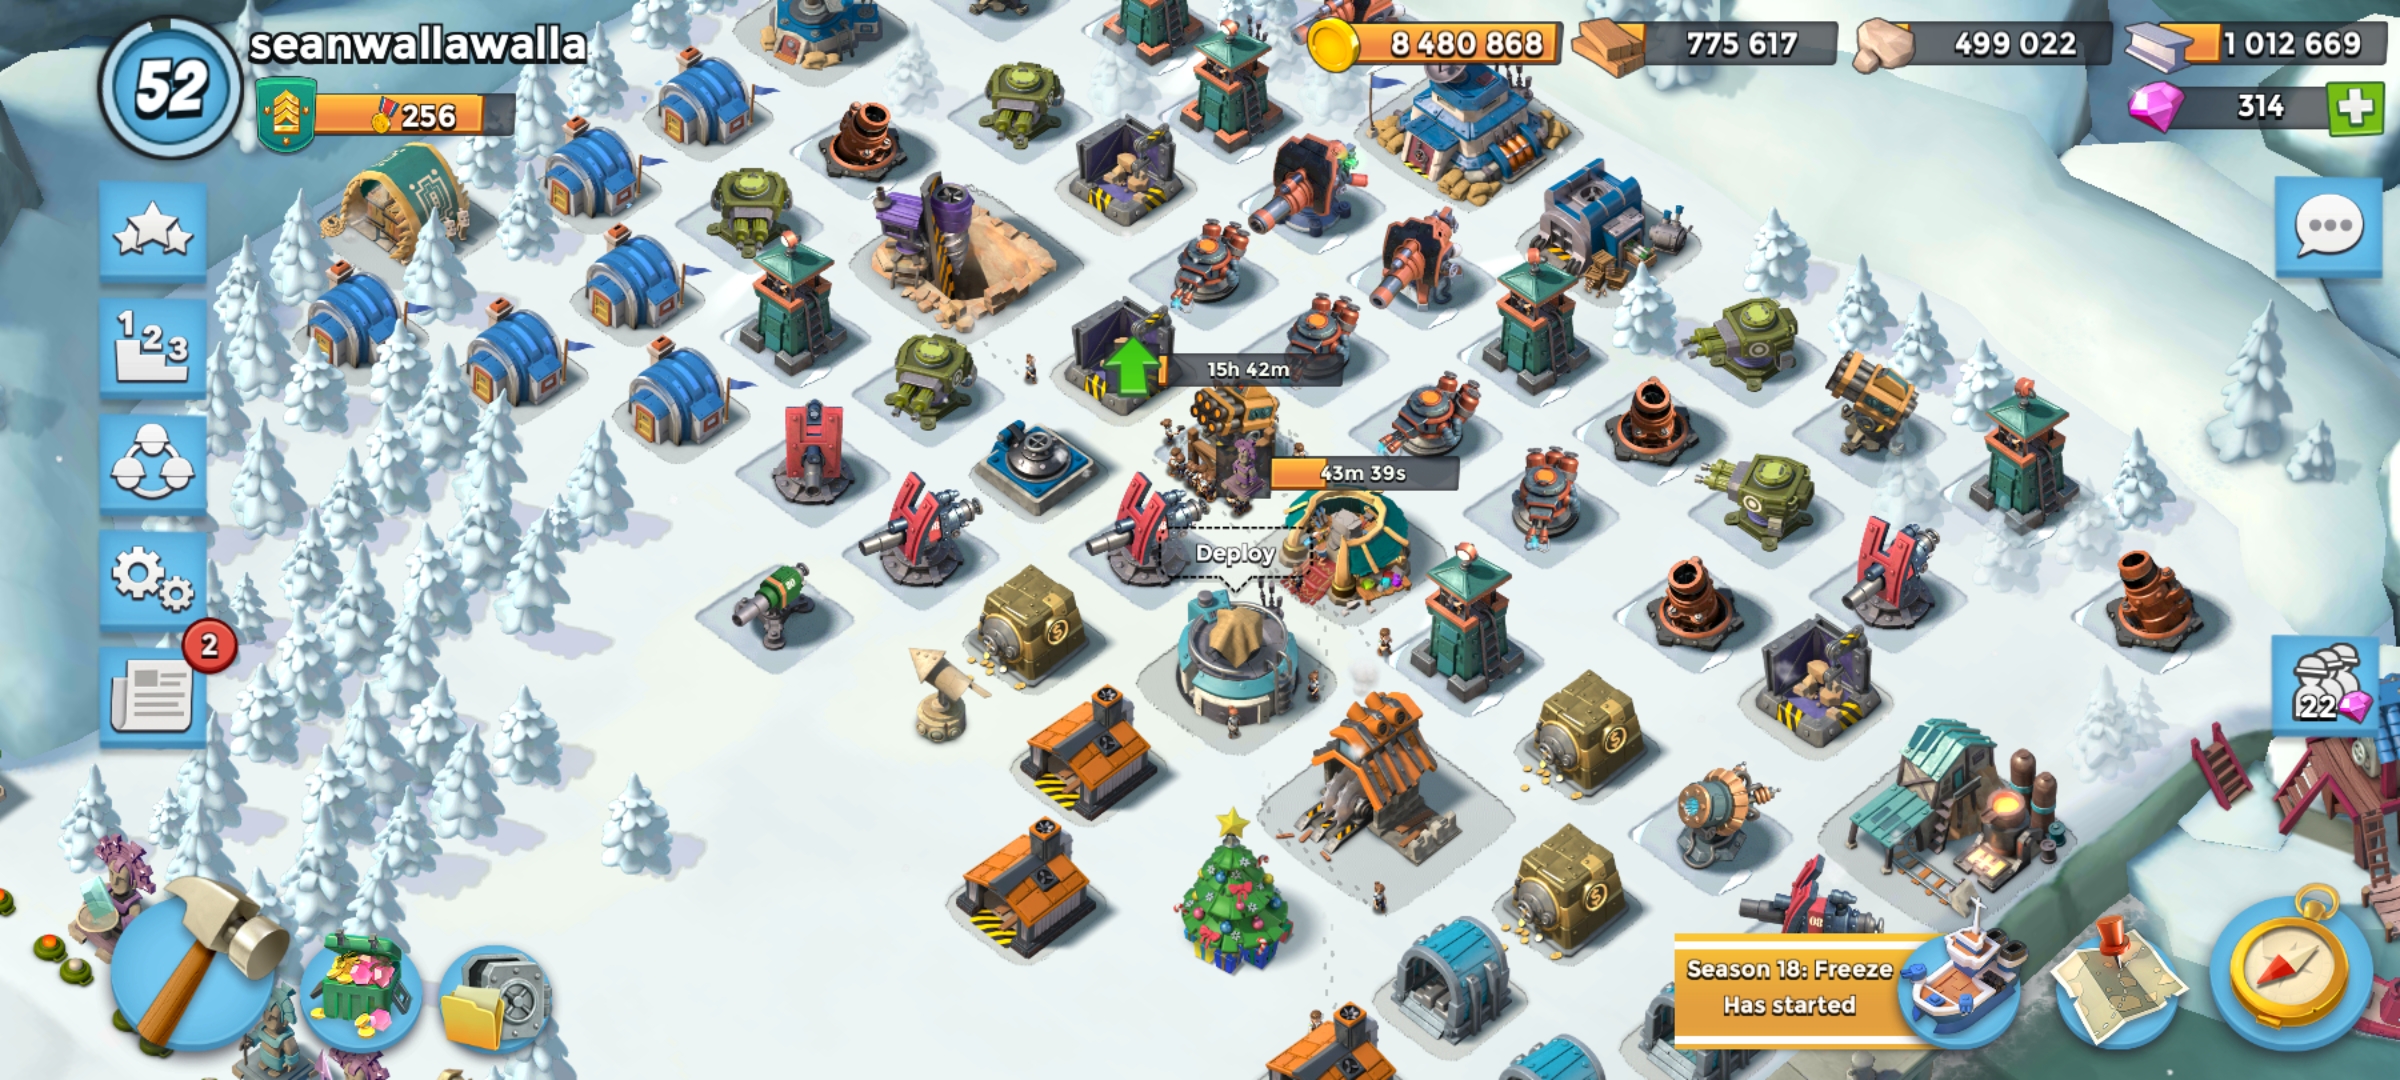 52
seanwallawalla
256
8 480 868
775 617
499 022
1 012 669
314
123
15h 42m
43m 39s
Deploy
2
22
Season 18: Freeze
Has started